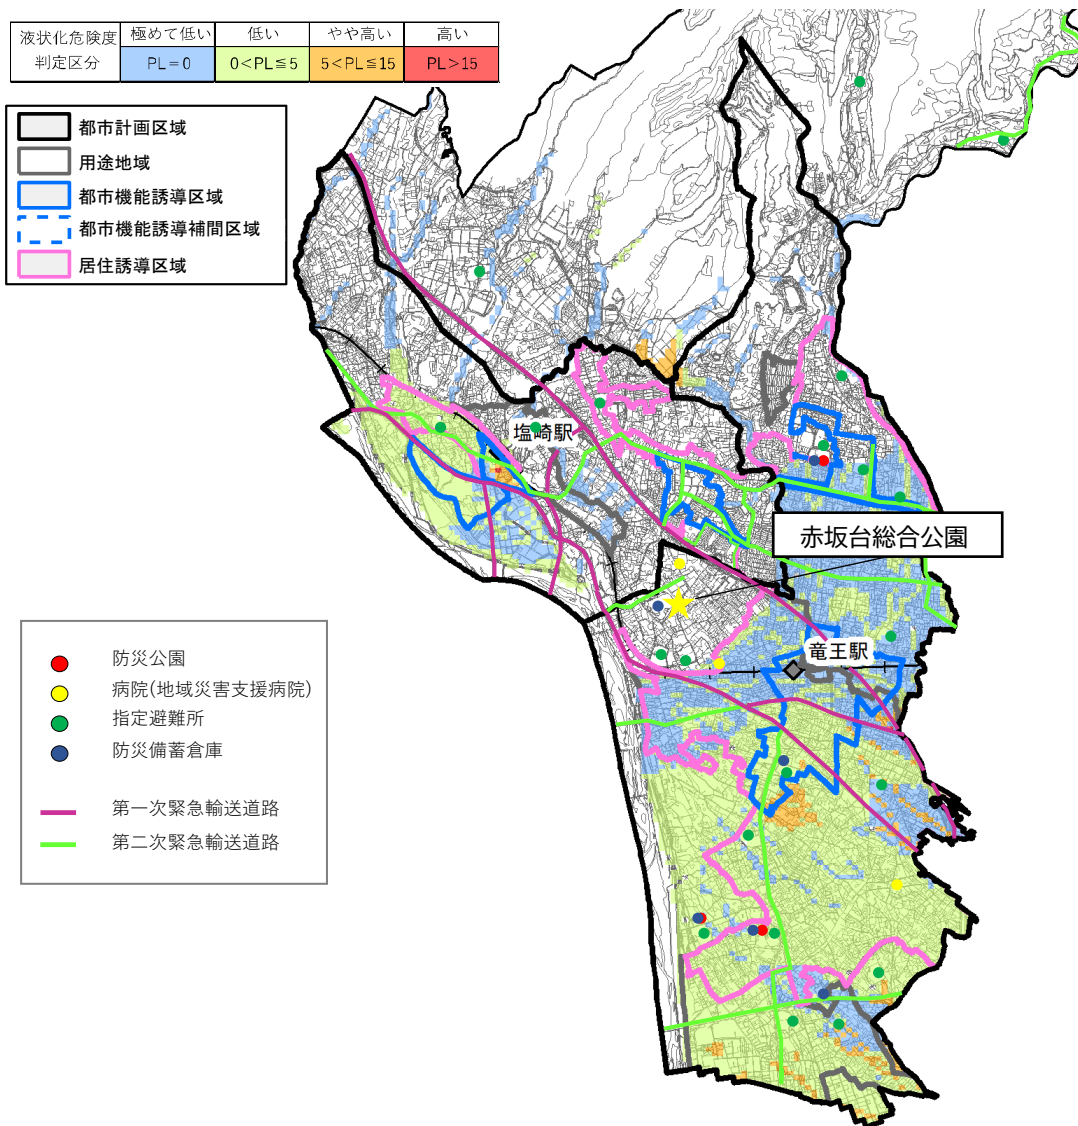 液状化危険度 極めて低い 低い やや高い 高い
判定区分 PL=0 0<PL≦5 5<PL≦15 PL>15
都市計画区域
用途地域
都市機能誘導区域
都市機能誘導補間区域
居住誘導区域
塩崎駅
赤坂台総合公園
竜王駅
防災公園
病院(地域災害支援病院)
指定避難所
防災備蓄倉庫
第一次緊急輸送道路
第二次緊急輸送道路